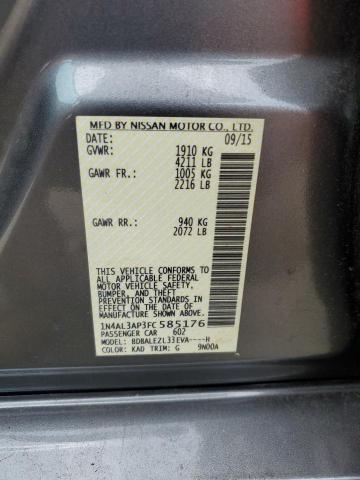 MFD BY NISSAN MOTOR CO., LTD.
DATE: 09/15
GVWR: 1910 KG
4211 LB
GAWR FR.: 1005 KG
2216 LB
GAWR RR.: 940 KG
2072 LB
THIS VEHICLE CONFORMS TO
ALL APPLICABLE FEDERAL
MOTOR VEHICLE SAFETY,
BUMPER, AND THEFT
PREVENTION STANDARDS IN
EFFECT ON THE DATE OF
MANUFACTURE SHOWN ABOVE.
1N4AL3AP3FC585176
PASSENGER CAR 602
MODEL: BDBALEZL33EVA----H
COLOR: KAD TRIM: G 9N00A